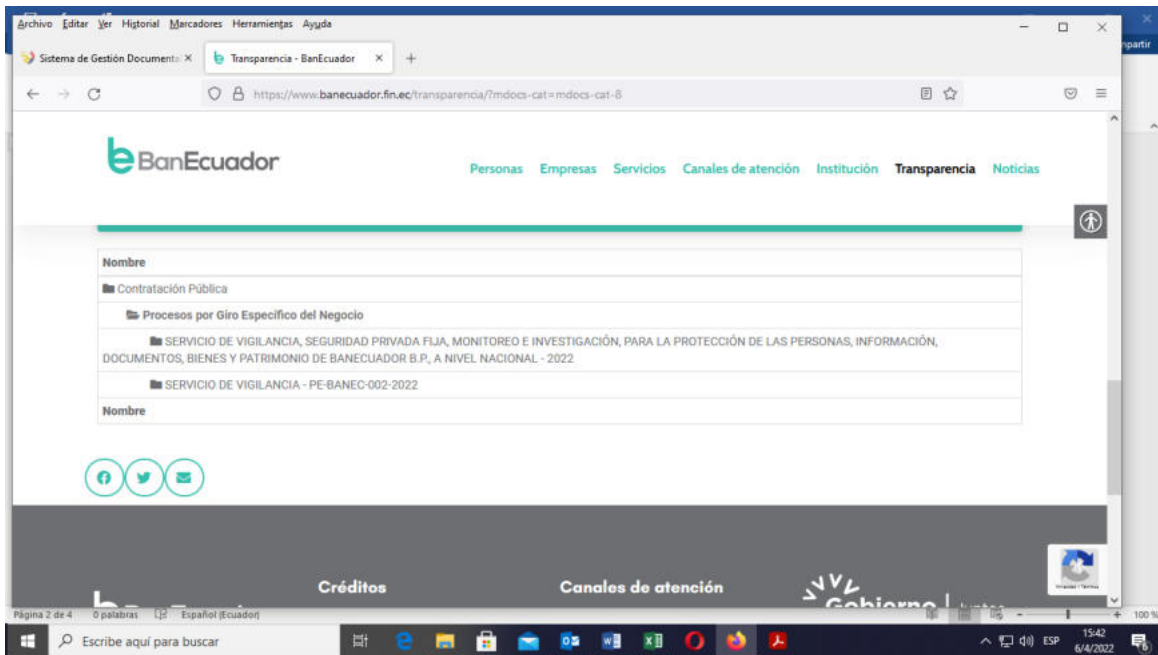 Archivo Editar Ver Historial Marcadores Herramientas Ayuda
npartir
Sistema de Gestión Documenta
Transparencia - BanEcuador
https://www.banecuador.fin.ec/transparencia/?mdocs-cat=mdocs-cat-8
BanEcuador
Personas Empresas Servicios Canales de atención Institución Transparencia Noticias
Nombre
Contratación Pública
Procesos por Giro Específico del Negocio
SERVICIO DE VIGILANCIA, SEGURIDAD PRIVADA FIJA, MONITOREO E INVESTIGACIÓN, PARA LA PROTECCIÓN DE LAS PERSONAS, INFORMACIÓN,
DOCUMENTOS, BIENES Y PATRIMONIO DE BANECUADOR B.P., A NIVEL NACIONAL - 2022
SERVICIO DE VIGILANCIA - PE-BANEC-002-2022
Nombre
Créditos Canales de atención
Gobierno Juntos
Página 2 de 4 0 palabras Español (Ecuador) 100 %
Escribe aquí para buscar
ESP
15:42
6/4/2022